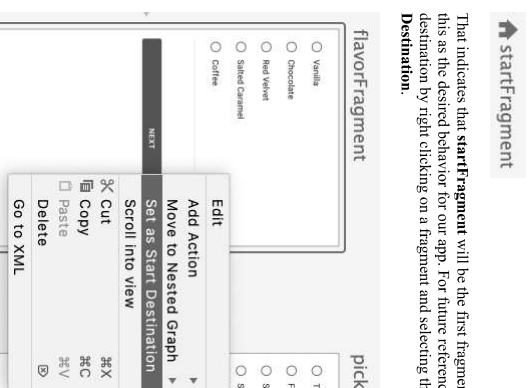 startFragment
That indicates that startFragment will be the first fragmen
this as the desired behavior for our app. For future referenc
destination by right clicking on a fragment and selecting th
Destination.
flavorFragment
Vanilla
Chocolate
Red Velvet
Salted Caramel
Coffee
NEXT
Edit
Add Action
Move to Nested Graph
Set as Start Destination
Scroll into view
Cut ⌘X
Copy ⌘C
Paste ⌘V
Delete
Go to XML
pick